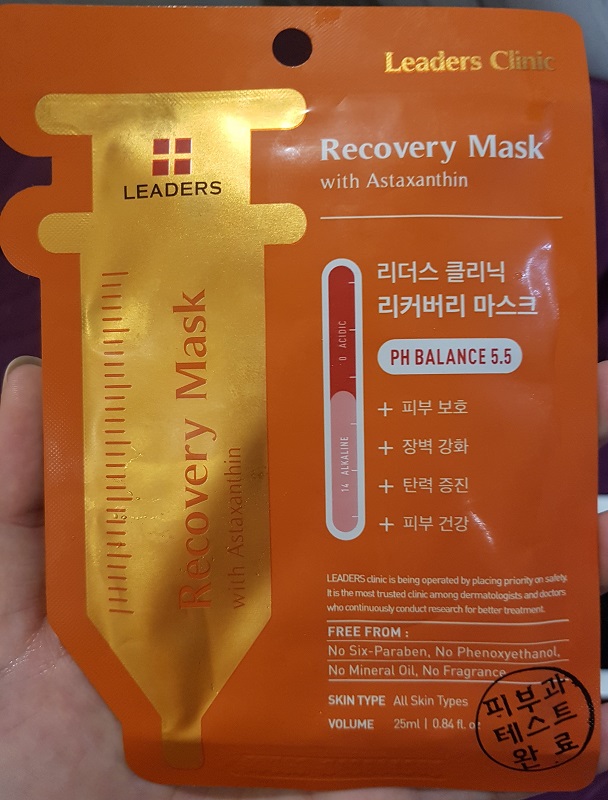 Leaders Clinic
LEADERS
Recovery Mask
with Astaxanthin
Recovery Mask
with Astaxanthin
리더스 클리닉
리커버리 마스크
0 ACIDIC
14 ALKALINE
PH BALANCE 5.5
+ 피부 보호
+ 장벽 강화
+ 탄력 증진
+ 피부 건강
LEADERS clinic is being operated by placing priority on safety.
It is the most trusted clinic among dermatologists and doctors
who continously conduct research for better treatment.
FREE FROM :
No Six-Paraben, No Phenoxyethanol,
No Mineral Oil, No Fragrance
SKIN TYPE All Skin Types
VOLUME 25ml | 0.84 fl.oz
피부과
테스트
완료